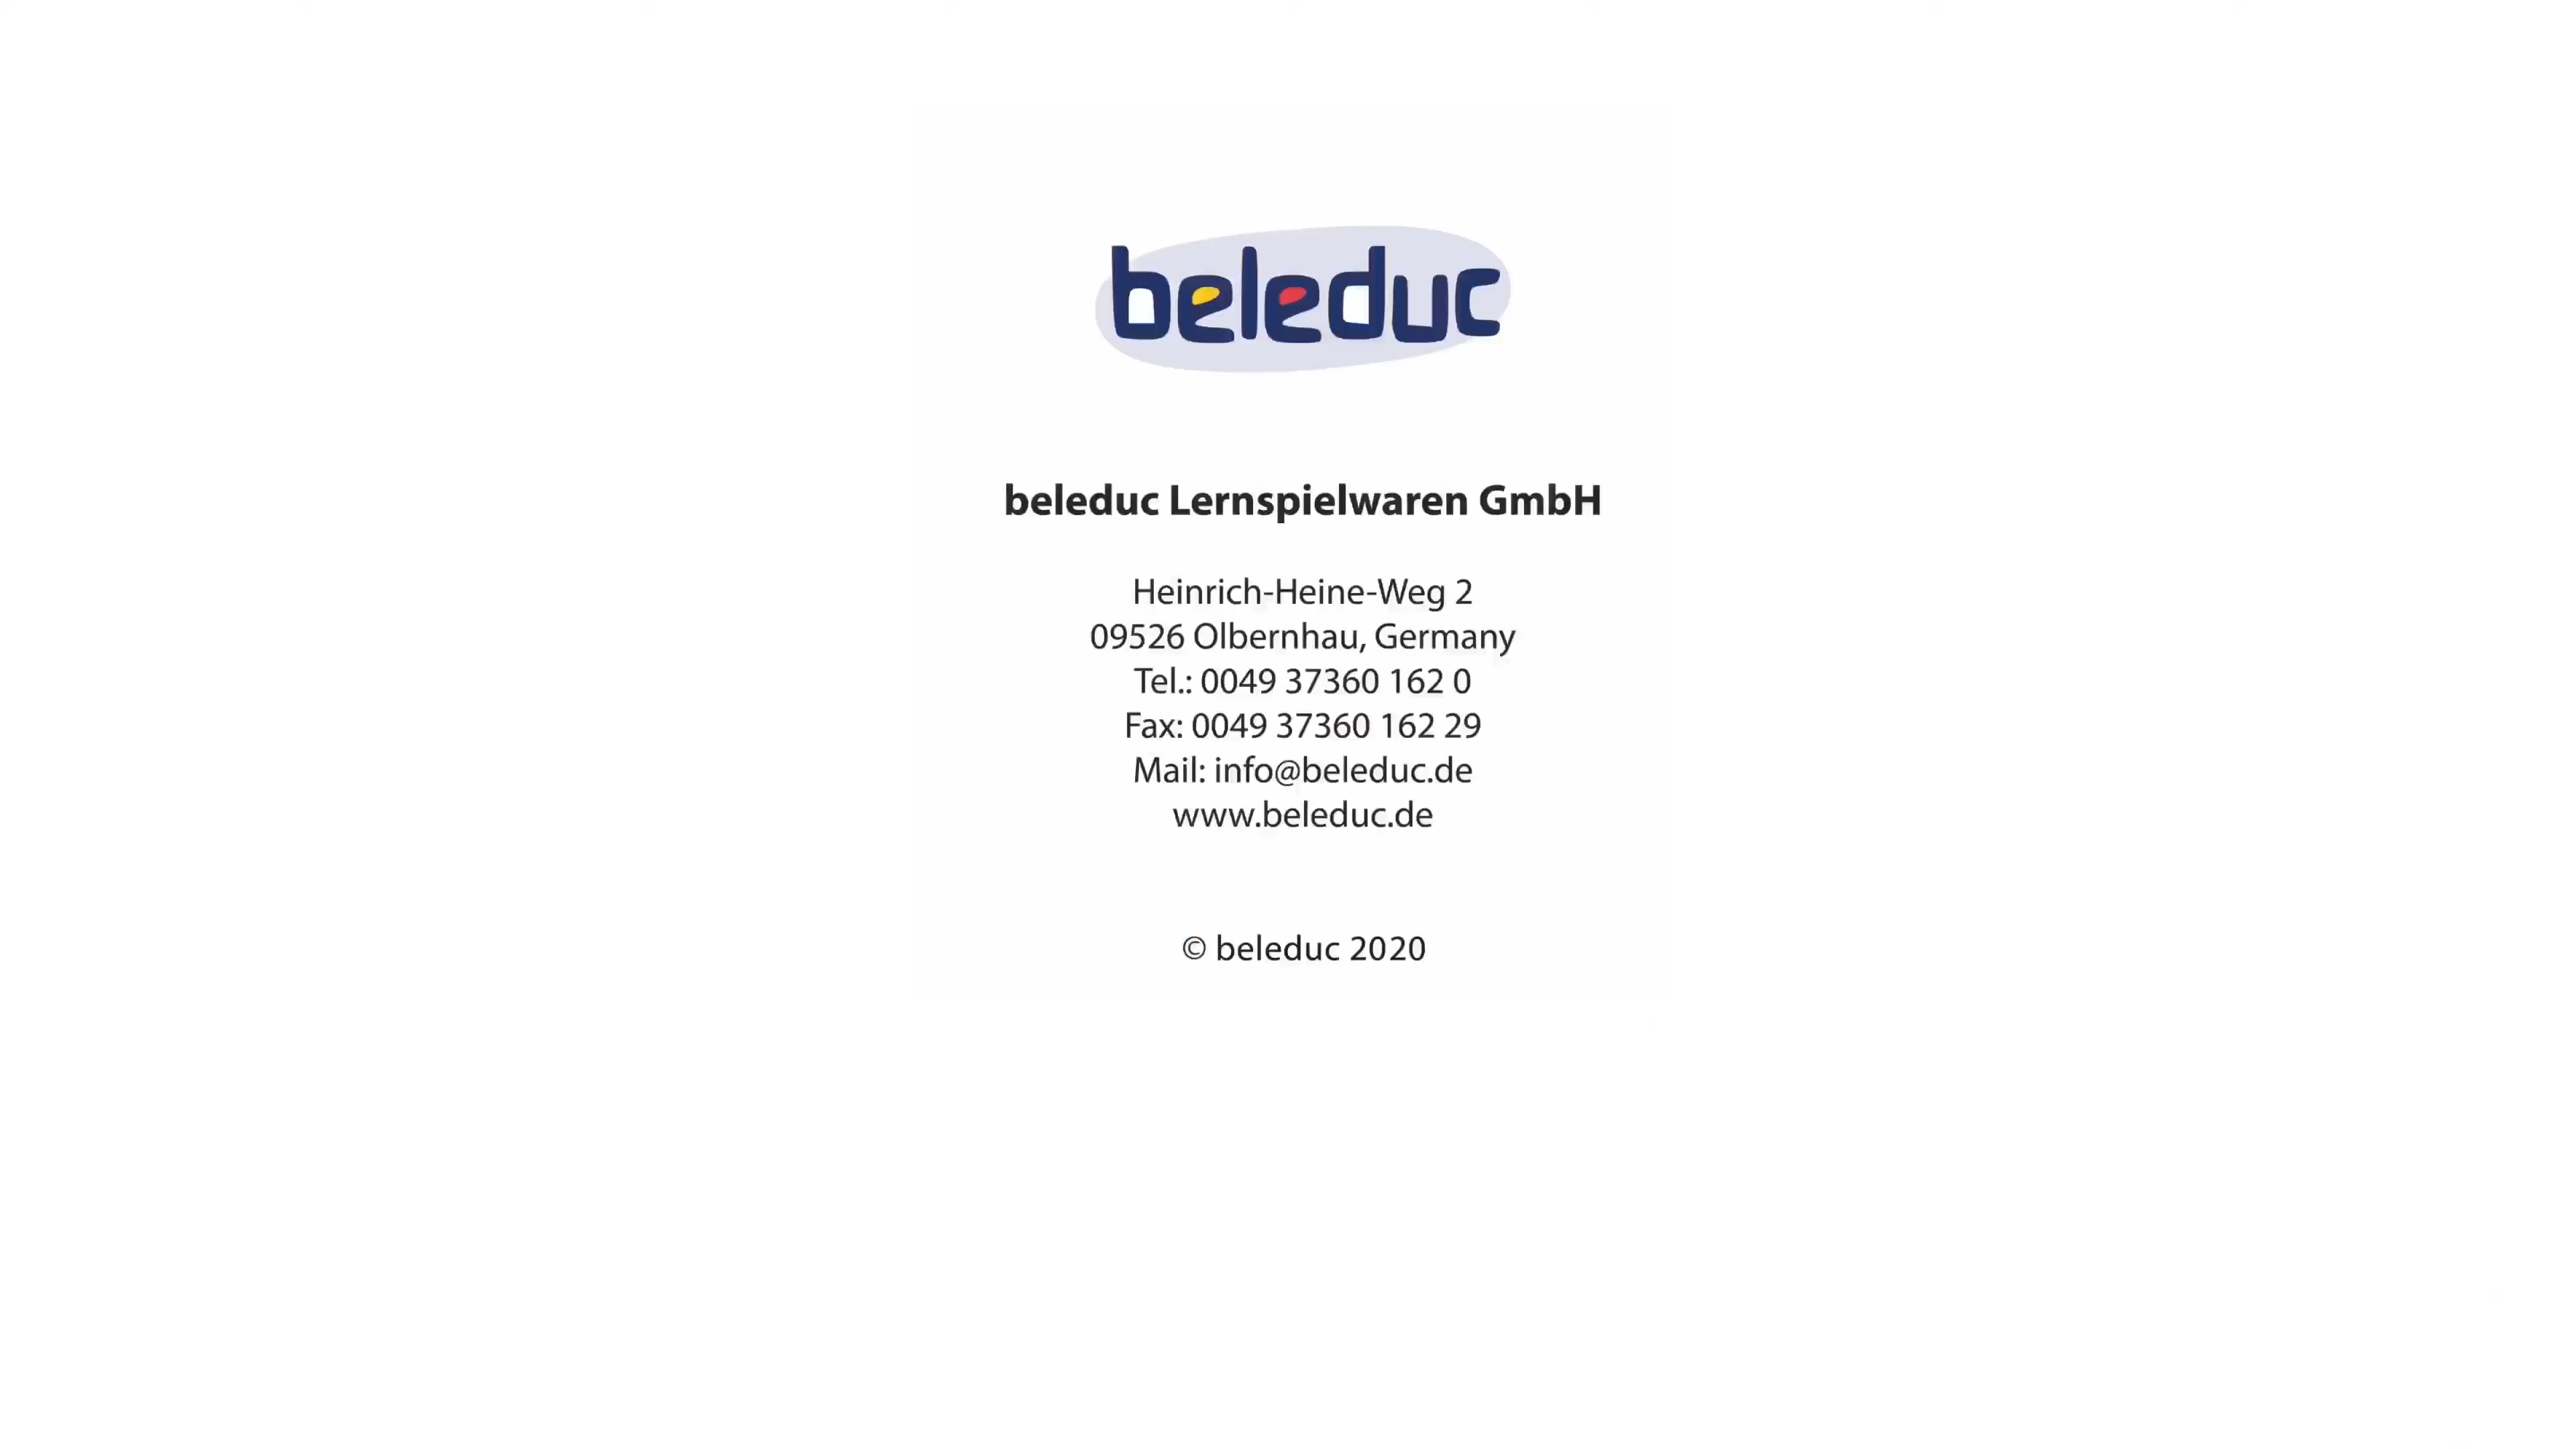 beleduc
beleduc Lernspielwaren GmbH
Heinrich-Heine-Weg 2
09526 Olbernhau, Germany
Tel.: 0049 37360 162 0
Fax: 0049 37360 162 29
Mail: info@beleduc.de
www.beleduc.de
© beleduc 2020